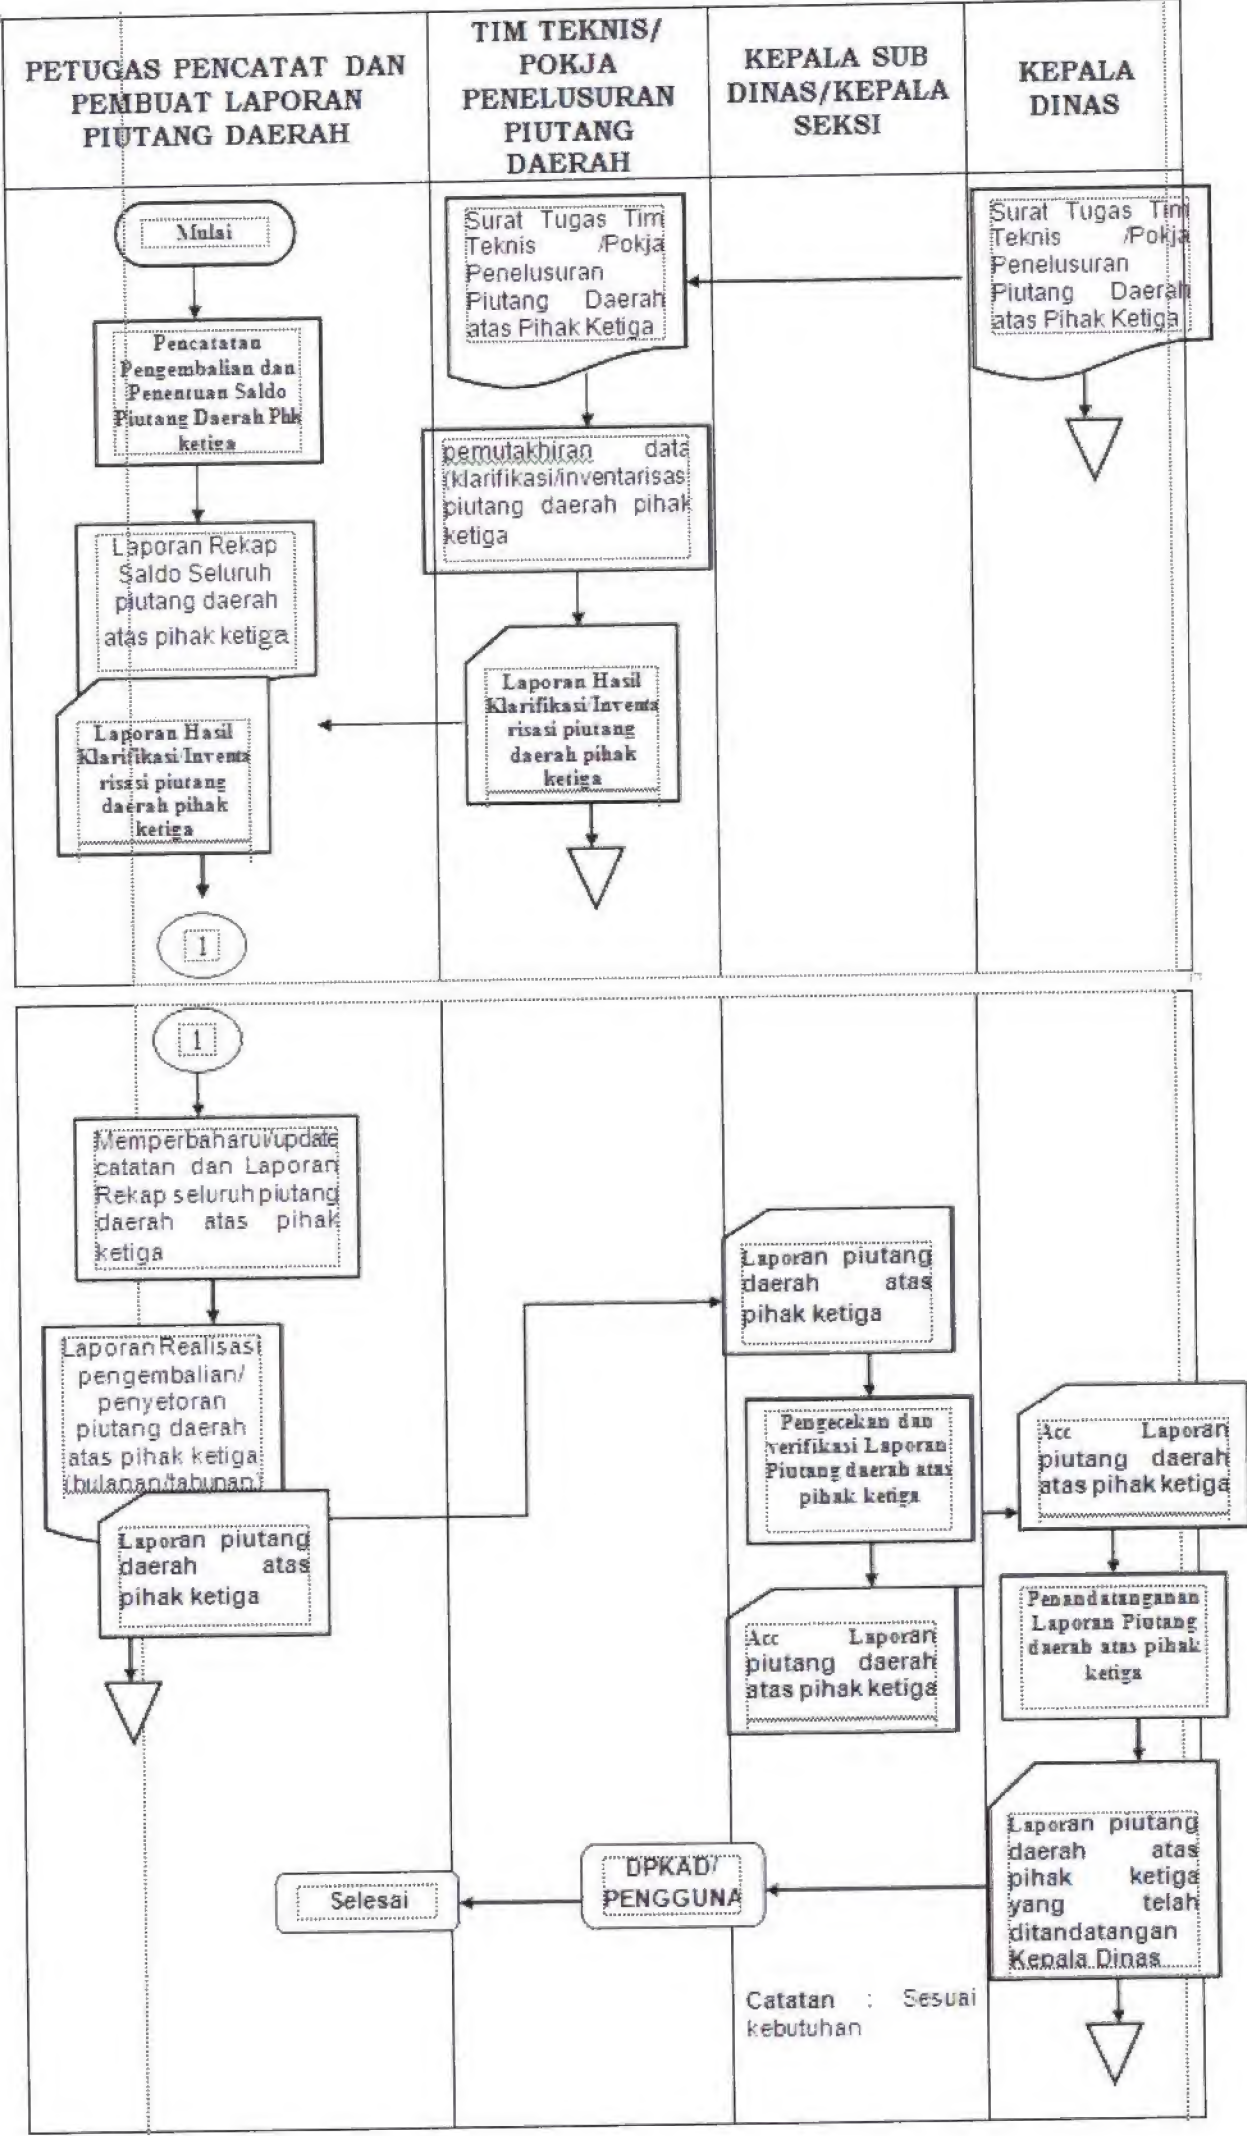 PETUGAS PENCATAT DAN
PEMBUAT LAPORAN
PIUTANG DAERAH
TIM TEKNIS/
POKJA
PENELUSURAN
PIUTANG
DAERAH
KEPALA SUB
DINAS/KEPALA
SEKSI
KEPALA
DINAS
Mulai
Pencatatan
Pengembalian dan
Penentuan Saldo
Piutang Daerah Phk
ketiga
Laporan Rekap
Saldo Seluruh
piutang daerah
atas pihak ketiga
Laporan Hasil
Klarifikasi/Inventa
risasi piutang
daerah pihak
ketiga
1
Surat Tugas Tim
Teknis /Pokja
Penelusuran
Piutang Daerah
atas Pihak Ketiga
pemutakhiran data
(klarifikasi/inventarisas
piutang daerah pihak
ketiga
Laporan Hasil
Klarifikasi/Inventa
risasi piutang
daerah pihak
ketiga
Surat Tugas Tim
Teknis /Pokja
Penelusuran
Piutang Daerah
atas Pihak Ketiga
1
Memperbaharui/update
catatan dan Laporan
Rekap seluruh piutang
daerah atas pihak
ketiga
Laporan Realisasi
pengembalian/
penyetoran
piutang daerah
atas pihak ketiga
(bulanan/tahunan)
Laporan piutang
daerah atas
pihak ketiga
Laporan piutang
daerah atas
pihak ketiga
Pengecekan dan
verifikasi Laporan
Piutang daerah atas
pihak ketiga
Acc Laporan
piutang daerah
atas pihak ketiga
Acc Laporan
piutang daerah
atas pihak ketiga
Penandatanganan
Laporan Piutang
daerah atas pihak
ketiga
Laporan piutang
daerah atas
pihak ketiga
yang telah
ditandatangan
Kepala Dinas
DPKAD/
PENGGUNA
Selesai
Catatan : Sesuai
kebutuhan